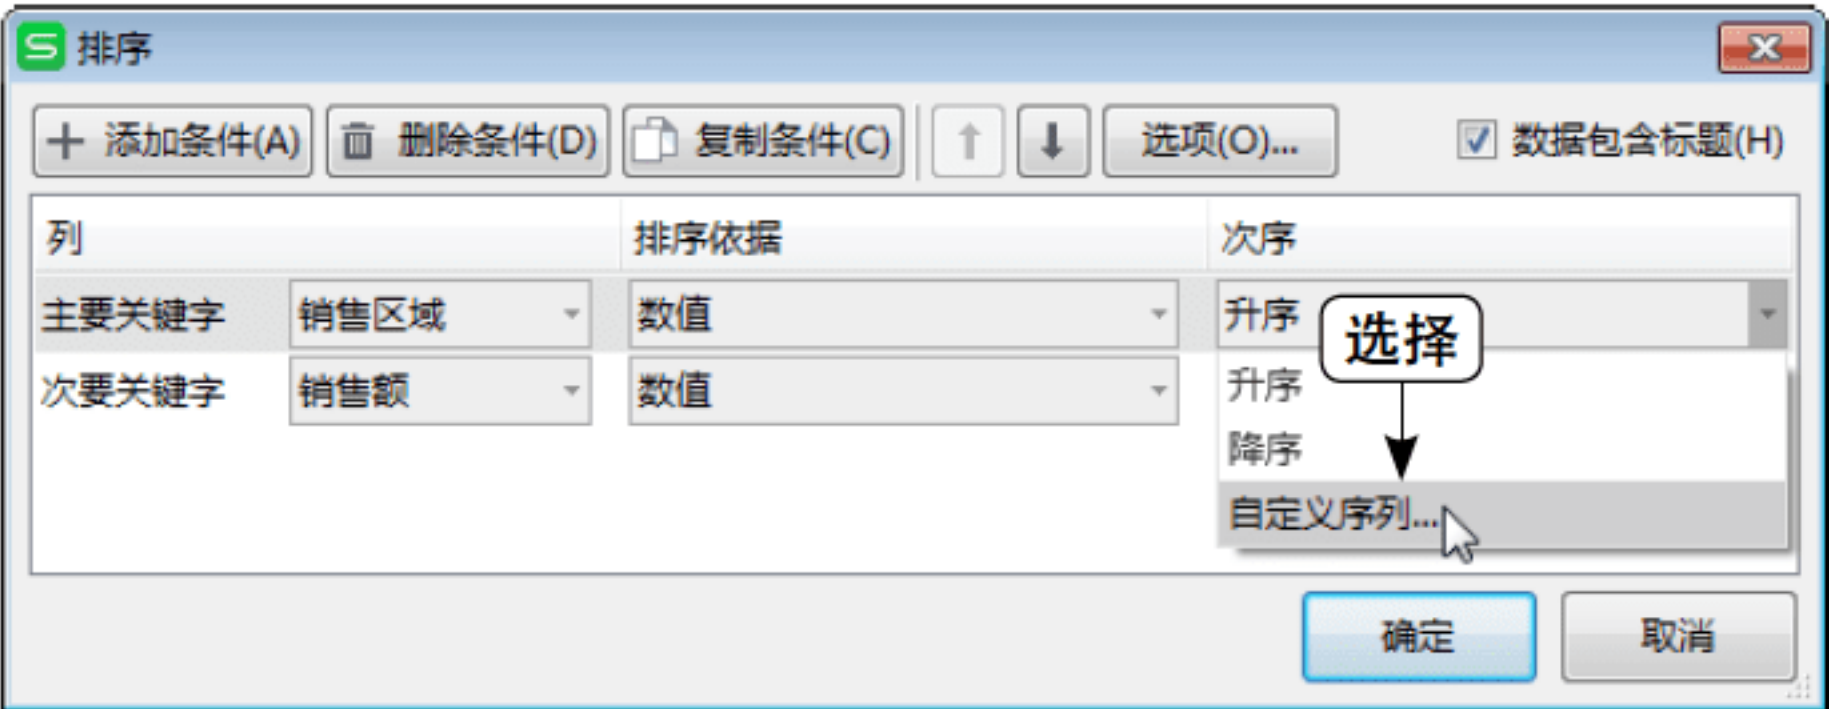 排序
添加条件(A) 删除条件(D) 复制条件(C) 选项(O)... 数据包含标题(H)
列 排序依据 次序
主要关键字 销售区域 数值 升序
选择
次要关键字 销售额 数值 升序
降序
自定义序列...
确定 取消